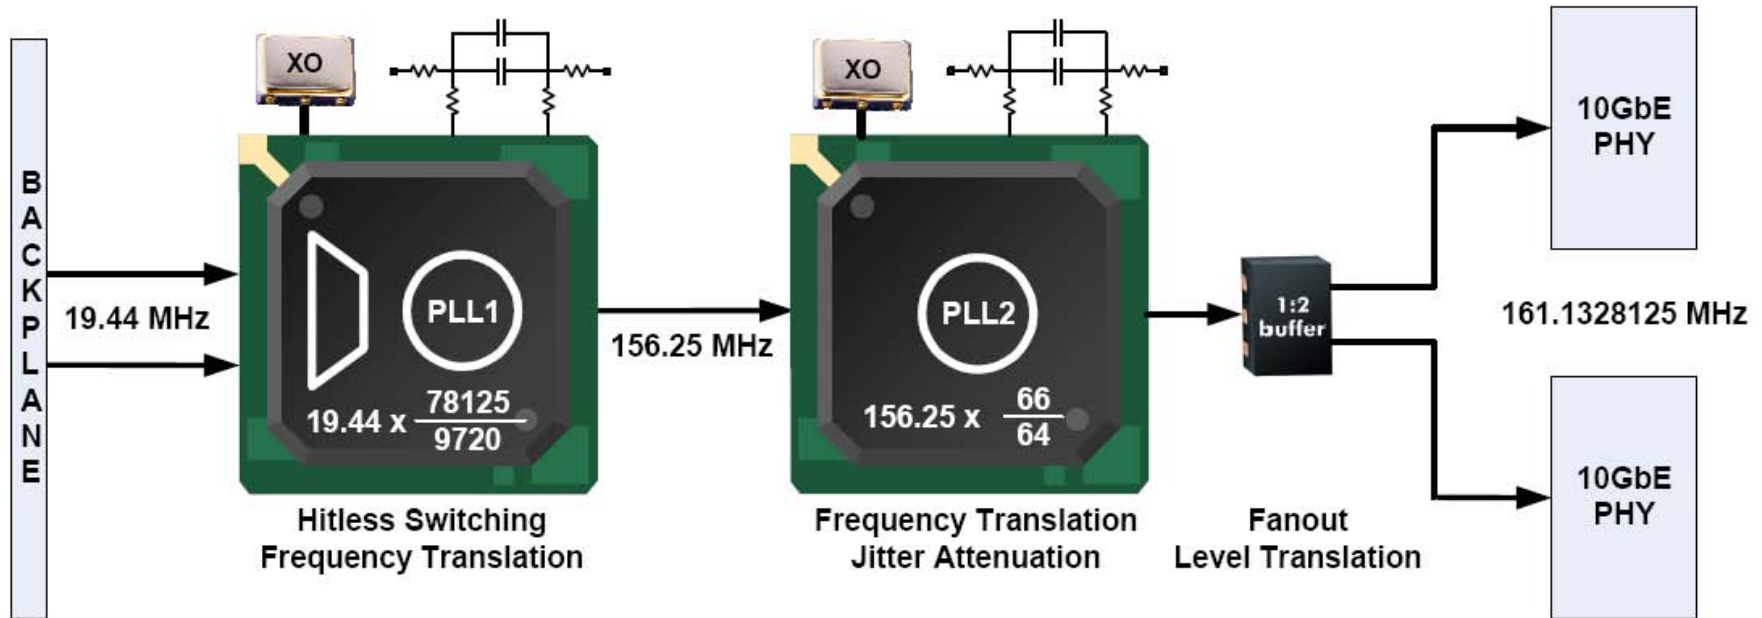 BACKPLANE
19.44 MHz
XO
PLL1
19.44 x 78125
9720
Hitless Switching
Frequency Translation
156.25 MHz
XO
PLL2
156.25 x 66
64
Frequency Translation
Jitter Attenuation
1:2
buffer
Fanout
Level Translation
10GbE
PHY
161.1328125 MHz
10GbE
PHY